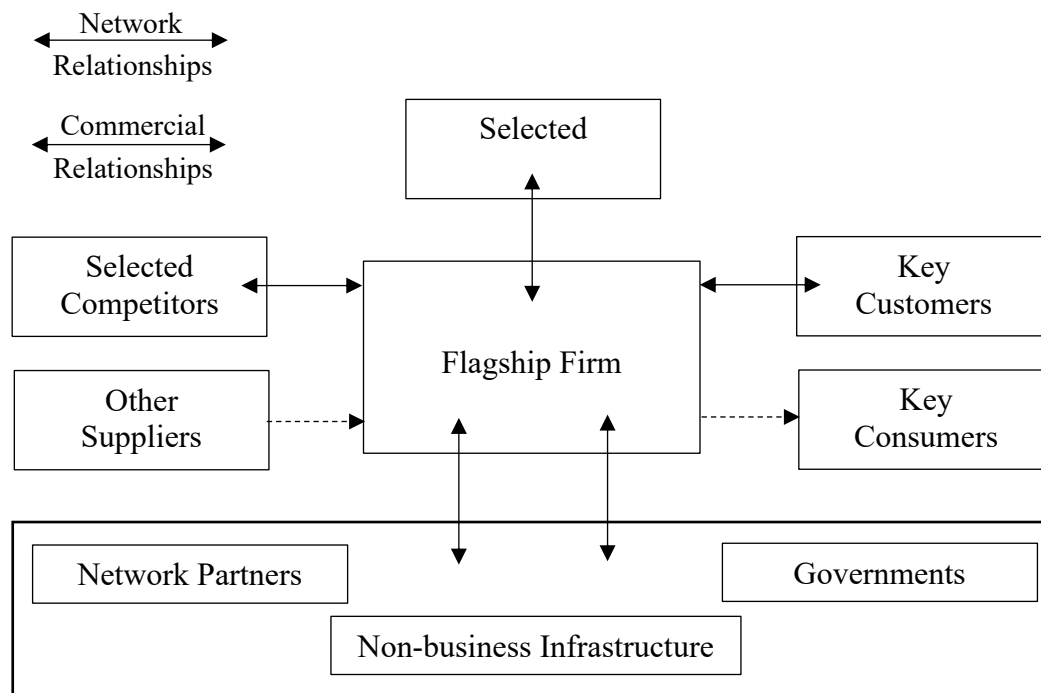 Network
Relationships
Commercial
Relationships
Selected
Selected
Competitors
Key
Customers
Flagship Firm
Other
Suppliers
Key
Consumers
Network Partners
Governments
Non-business Infrastructure